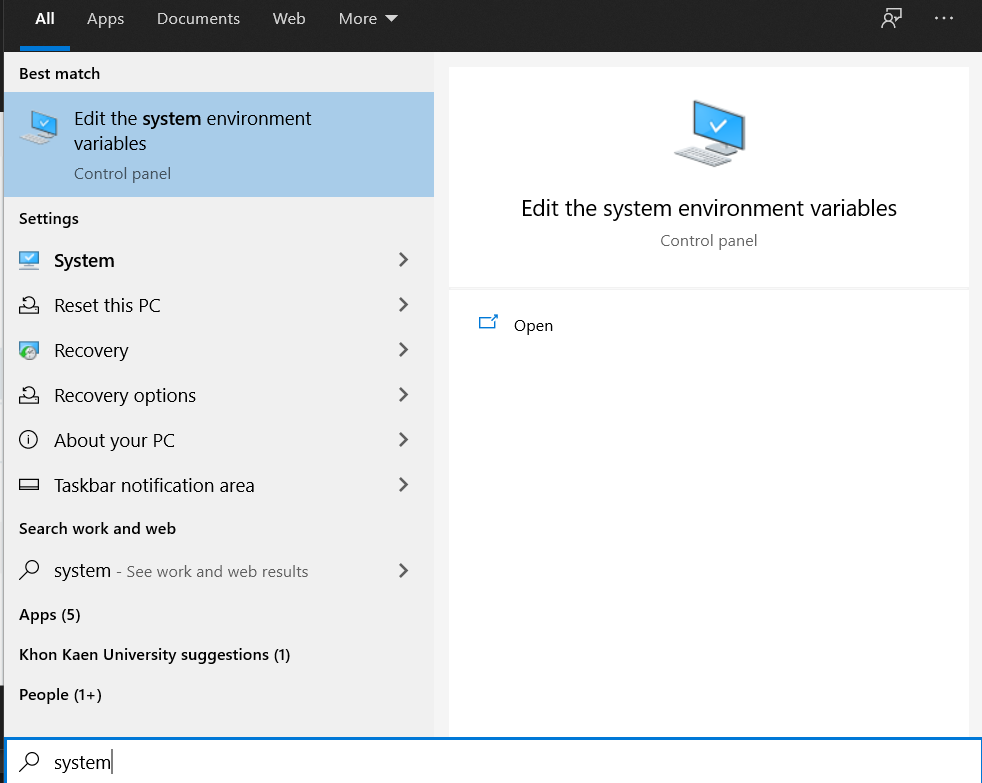 All Apps Documents Web More
Best match
Edit the system environment
variables
Control panel
Settings
System
Reset this PC
Recovery
Recovery options
About your PC
Taskbar notification area
Search work and web
system - See work and web results
Apps (5)
Khon Kaen University suggestions (1)
People (1+)
system
Edit the system environment variables
Control panel
Open